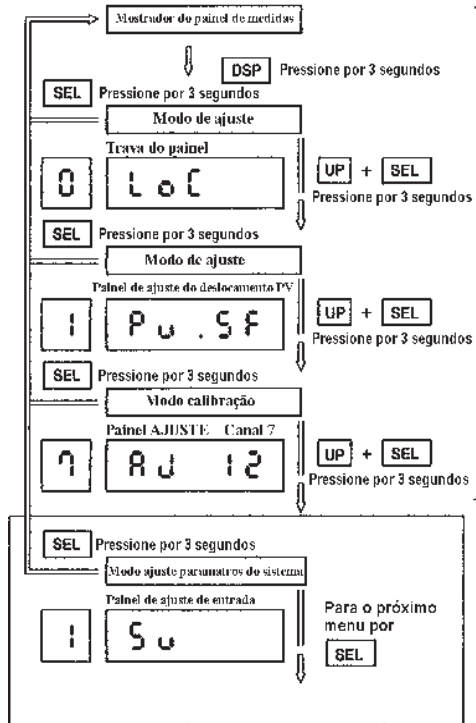 Mostrador do painel de medidas
DSP Pressione por 3 segundos
SEL Pressione por 3 segundos
Modo de ajuste
Trava do painel
0 LoC
UP + SEL
Pressione por 3 segundos
SEL Pressione por 3 segundos
Modo de ajuste
Painel de ajuste do deslocamento PV
1 Pu.SF
UP + SEL
Pressione por 3 segundos
SEL Pressione por 3 segundos
Modo calibração
Painel AJUSTE Canal 7
7 AJ 12
UP + SEL
Pressione por 3 segundos
SEL Pressione por 3 segundos
Modo ajuste paramatros do sistema
Painel de ajuste de entrada
1 Su
Para o próximo
menu por
SEL